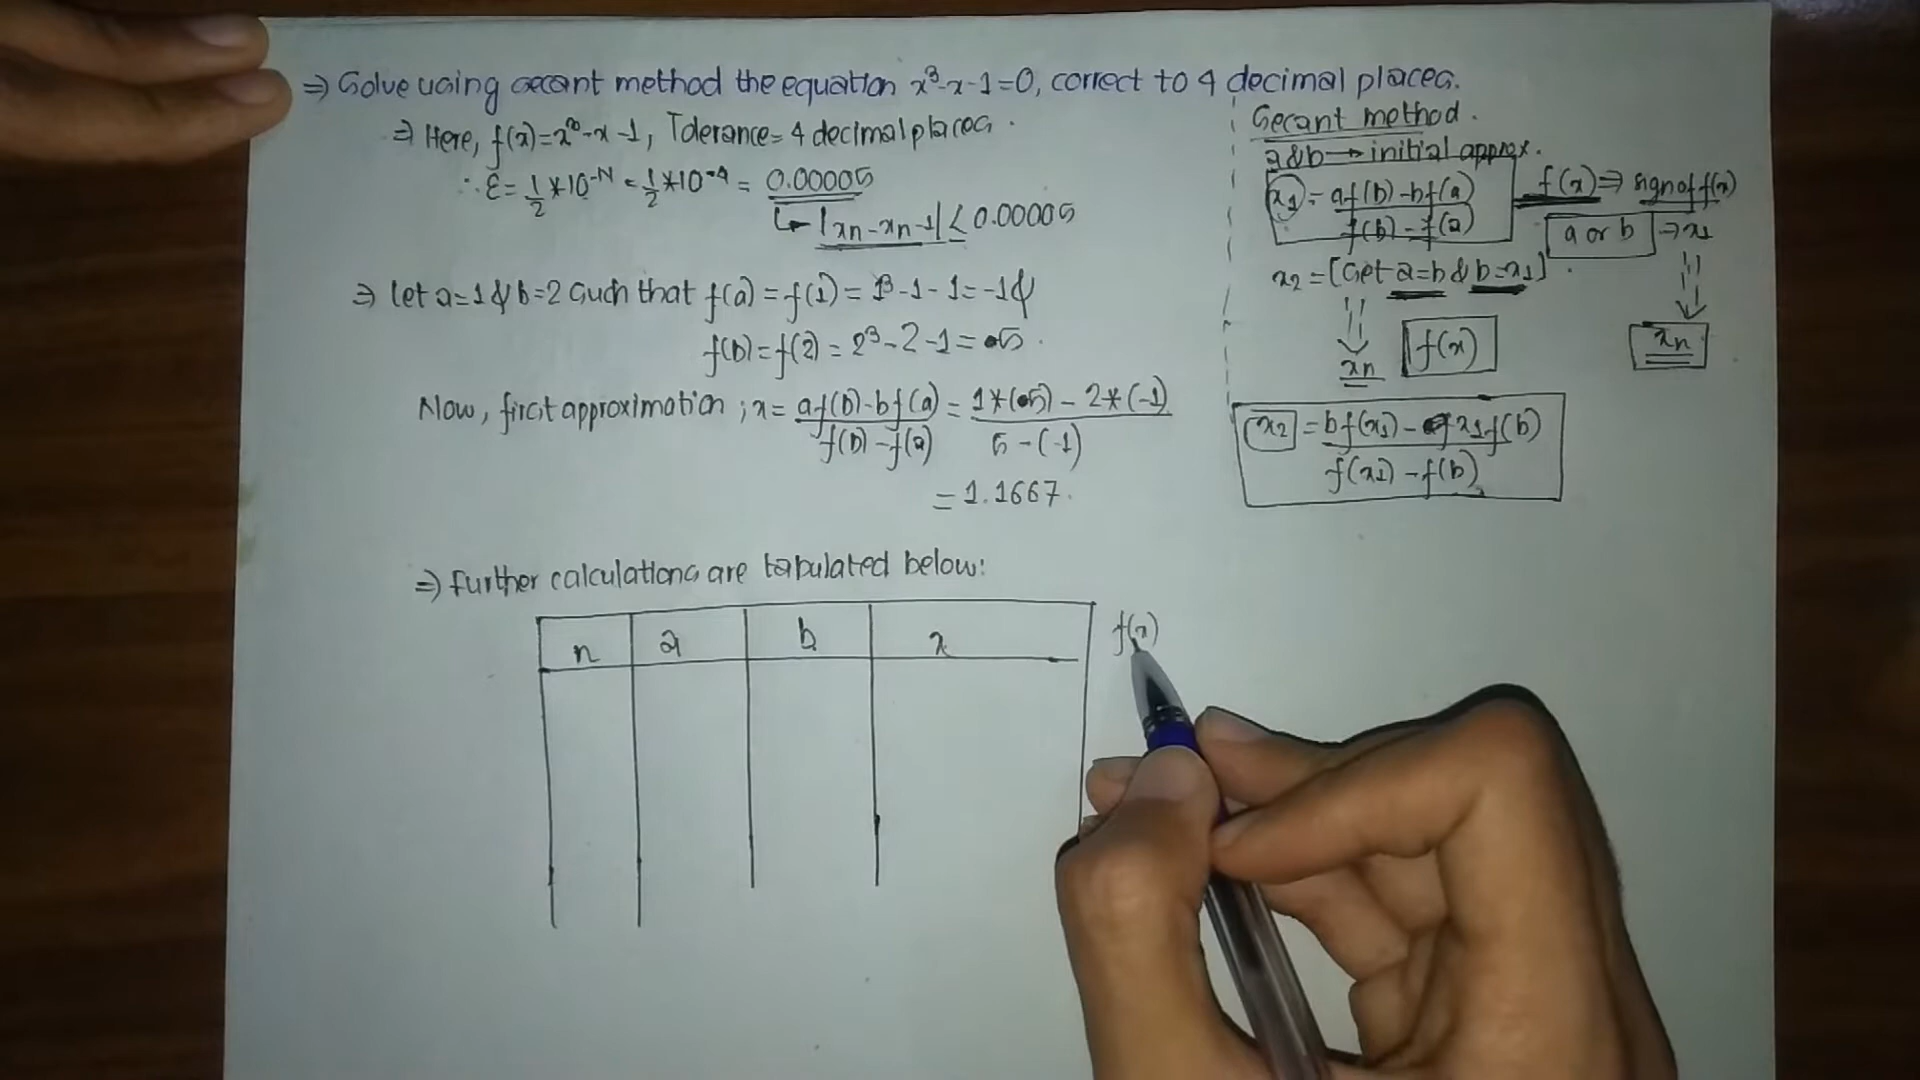 ⇒ Solve using secant method the equation x³-x-1=0, correct to 4 decimal places.
⇒ Here, f(x)=x³-x-1, Tolerance=4 decimal places.
∴ε=1/2*10^-N=1/2*10^-4=0.00005
↳|xn-xn-1|≤0.00005
⇒ let a=1 & b=2 such that f(a)=f(1)=1³-1-1=-1 &
f(b)=f(2)=2³-2-1=5.
Now, first approximation; x=(af(b)-bf(a))/(f(b)-f(a))=(1*(5)-2*(-1))/(5-(-1))
=1.1667.
⇒ further calculations are tabulated below:
n a b x f(x)
Secant method.
a&b→initial approx.
x1=(af(b)-bf(a))/(f(b)-f(a)) f(x)⇒sign of f(x)
a or b ⇒x1
x2=[Set a=b & b=x1].
xn f(x) xn
x2=(bf(x1)-x1f(b))/(f(x1)-f(b))